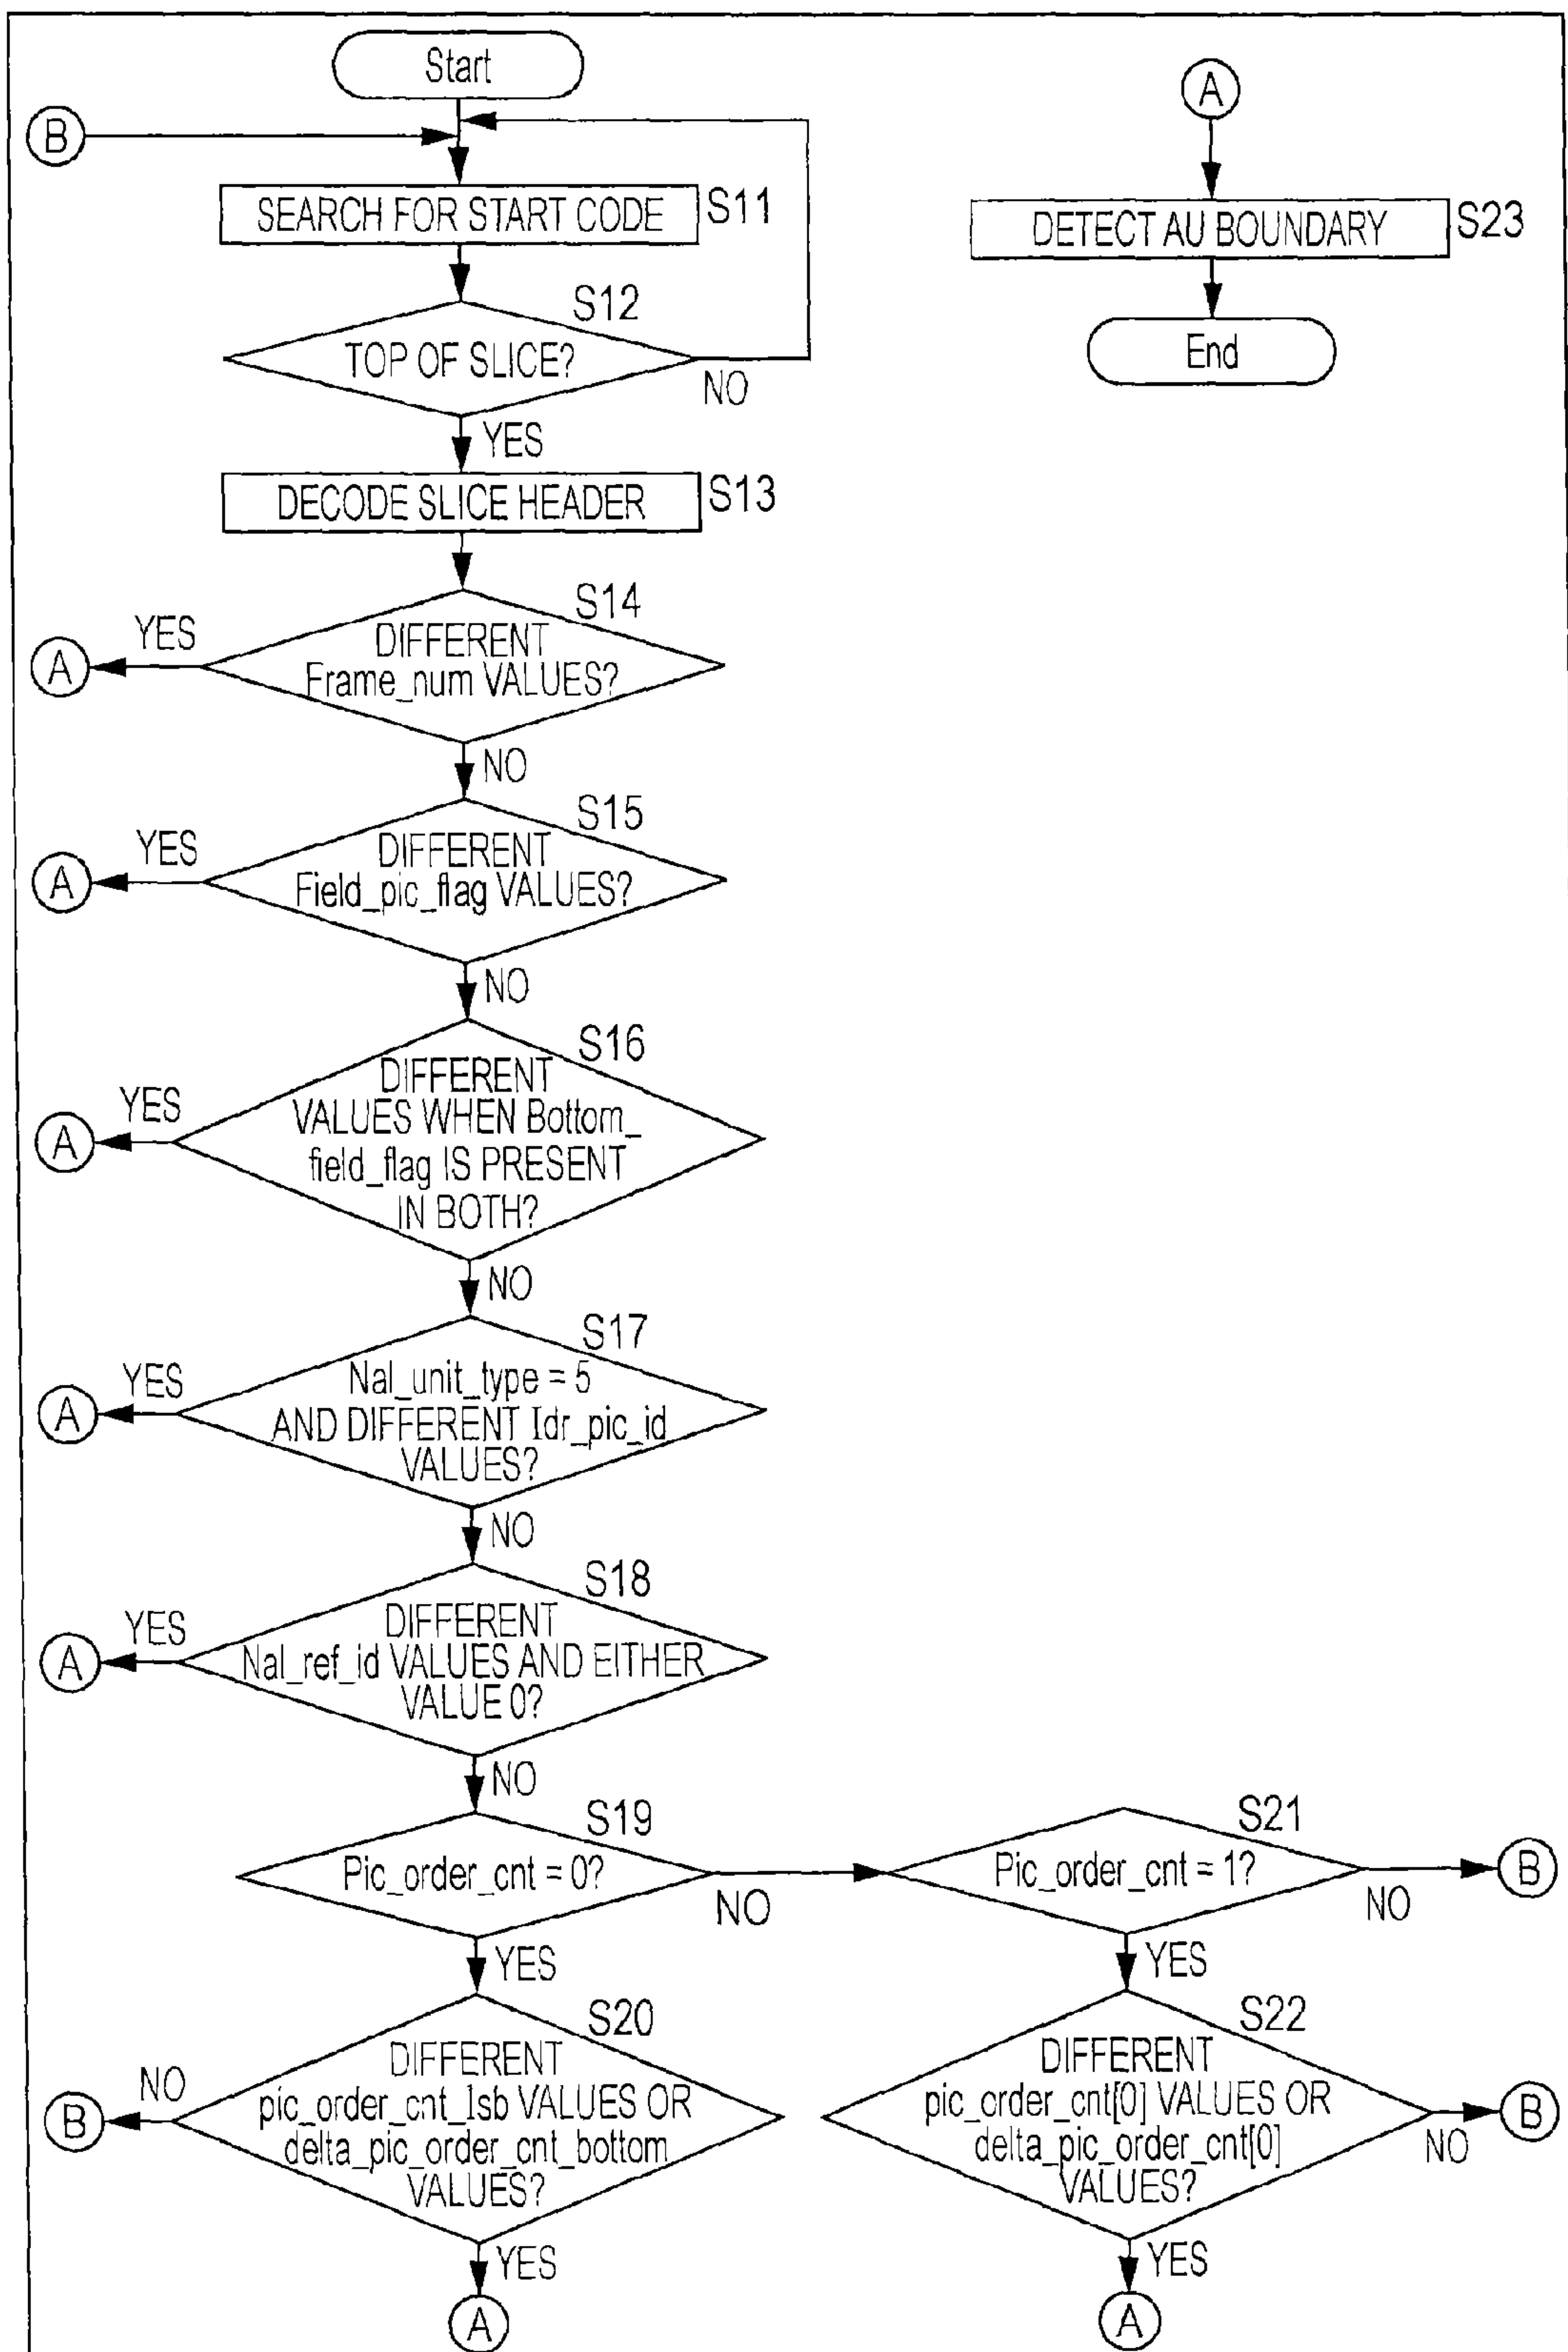 Start
B
SEARCH FOR START CODE
S11
S12
TOP OF SLICE?
NO
YES
DECODE SLICE HEADER
S13
S14
DIFFERENT
Frame_num VALUES?
YES
A
NO
S15
DIFFERENT
Field_pic_flag VALUES?
YES
A
NO
S16
DIFFERENT
VALUES WHEN Bottom_
field_flag IS PRESENT
IN BOTH?
YES
A
NO
S17
Nal_unit_type = 5
AND DIFFERENT Idr_pic_id
VALUES?
YES
A
NO
S18
DIFFERENT
Nal_ref_id VALUES AND EITHER
VALUE 0?
YES
A
NO
S19
Pic_order_cnt = 0?
NO
YES
S20
DIFFERENT
pic_order_cnt_lsb VALUES OR
delta_pic_order_cnt_bottom
VALUES?
NO
B
YES
A
S21
Pic_order_cnt = 1?
NO
B
YES
S22
DIFFERENT
pic_order_cnt[0] VALUES OR
delta_pic_order_cnt[0]
VALUES?
NO
B
YES
A
A
DETECT AU BOUNDARY
S23
End